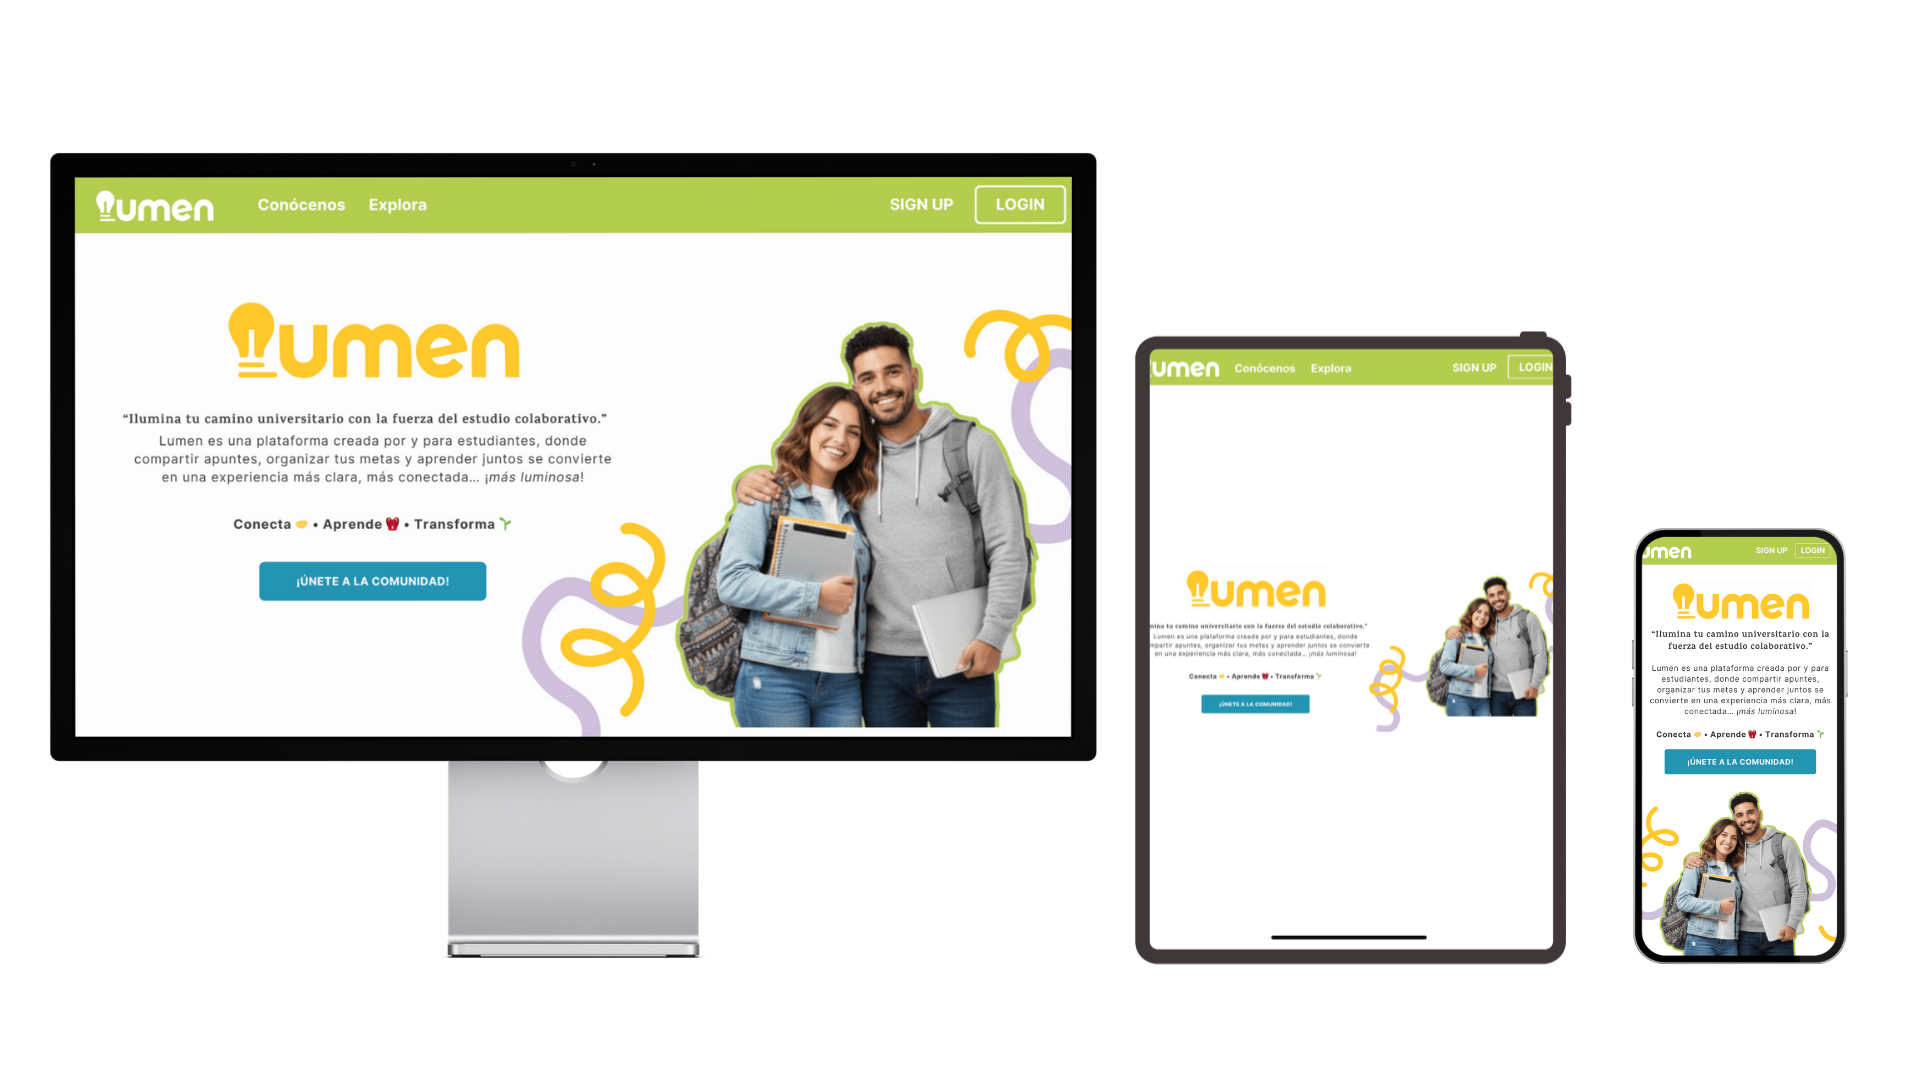 lumen Conócenos Explora SIGN UP LOGIN
lumen
“Ilumina tu camino universitario con la fuerza del estudio colaborativo.”
Lumen es una plataforma creada por y para estudiantes, donde
compartir apuntes, organizar tus metas y aprender juntos se convierte
en una experiencia más clara, más conectada... ¡más luminosa!
Conecta 🤝 • Aprende 🎒 • Transforma 🌱
¡ÚNETE A LA COMUNIDAD!
umen Conócenos Explora SIGN UP LOGIN
lumen
mina tu camino universitario con la fuerza del estudio colaborativo.”
Lumen es una plataforma creada por y para estudiantes, donde
mpartir apuntes, organizar tus metas y aprender juntos se convierte
en una experiencia más clara, más conectada... ¡más luminosa!
Conecta 🤝 • Aprende 🎒 • Transforma 🌱
¡ÚNETE A LA COMUNIDAD!
umen SIGN UP LOGIN
lumen
“Ilumina tu camino universitario con la
fuerza del estudio colaborativo.”
Lumen es una plataforma creada por y para
estudiantes, donde compartir apuntes,
organizar tus metas y aprender juntos se
convierte en una experiencia más clara, más
conectada... ¡más luminosa!
Conecta 🤝 • Aprende 🎒 • Transforma 🌱
¡ÚNETE A LA COMUNIDAD!